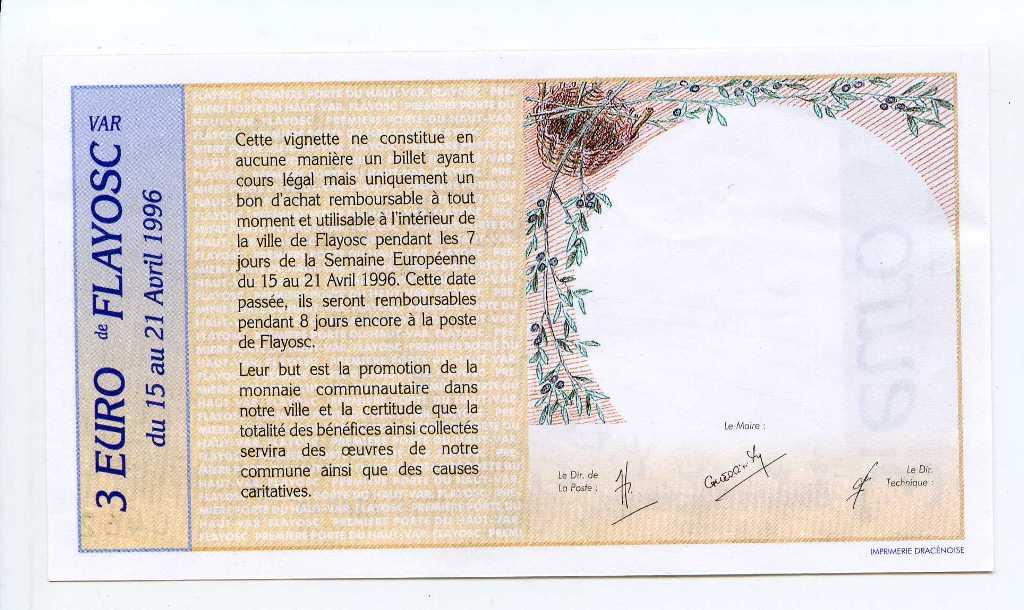 VAR
3 EURO de FLAYOSC
du 15 au 21 Avril 1996
Cette vignette ne constitue en
aucune manière un billet ayant
cours légal mais uniquement un
bon d'achat remboursable à tout
moment et utilisable à l'intérieur de
la ville de Flayosc pendant les 7
jours de la Semaine Européenne
du 15 au 21 Avril 1996. Cette date
passée, ils seront remboursables
pendant 8 jours encore à la poste
de Flayosc.
Leur but est la promotion de la
monnaie communautaire dans
notre ville et la certitude que la
totalité des bénéfices ainsi collectés
servira des œuvres de notre
commune ainsi que des causes
caritatives.
Le Maire :
Le Dir. de
La Poste :
Le Dir.
Technique :
IMPRIMERIE DRACÉNOISE